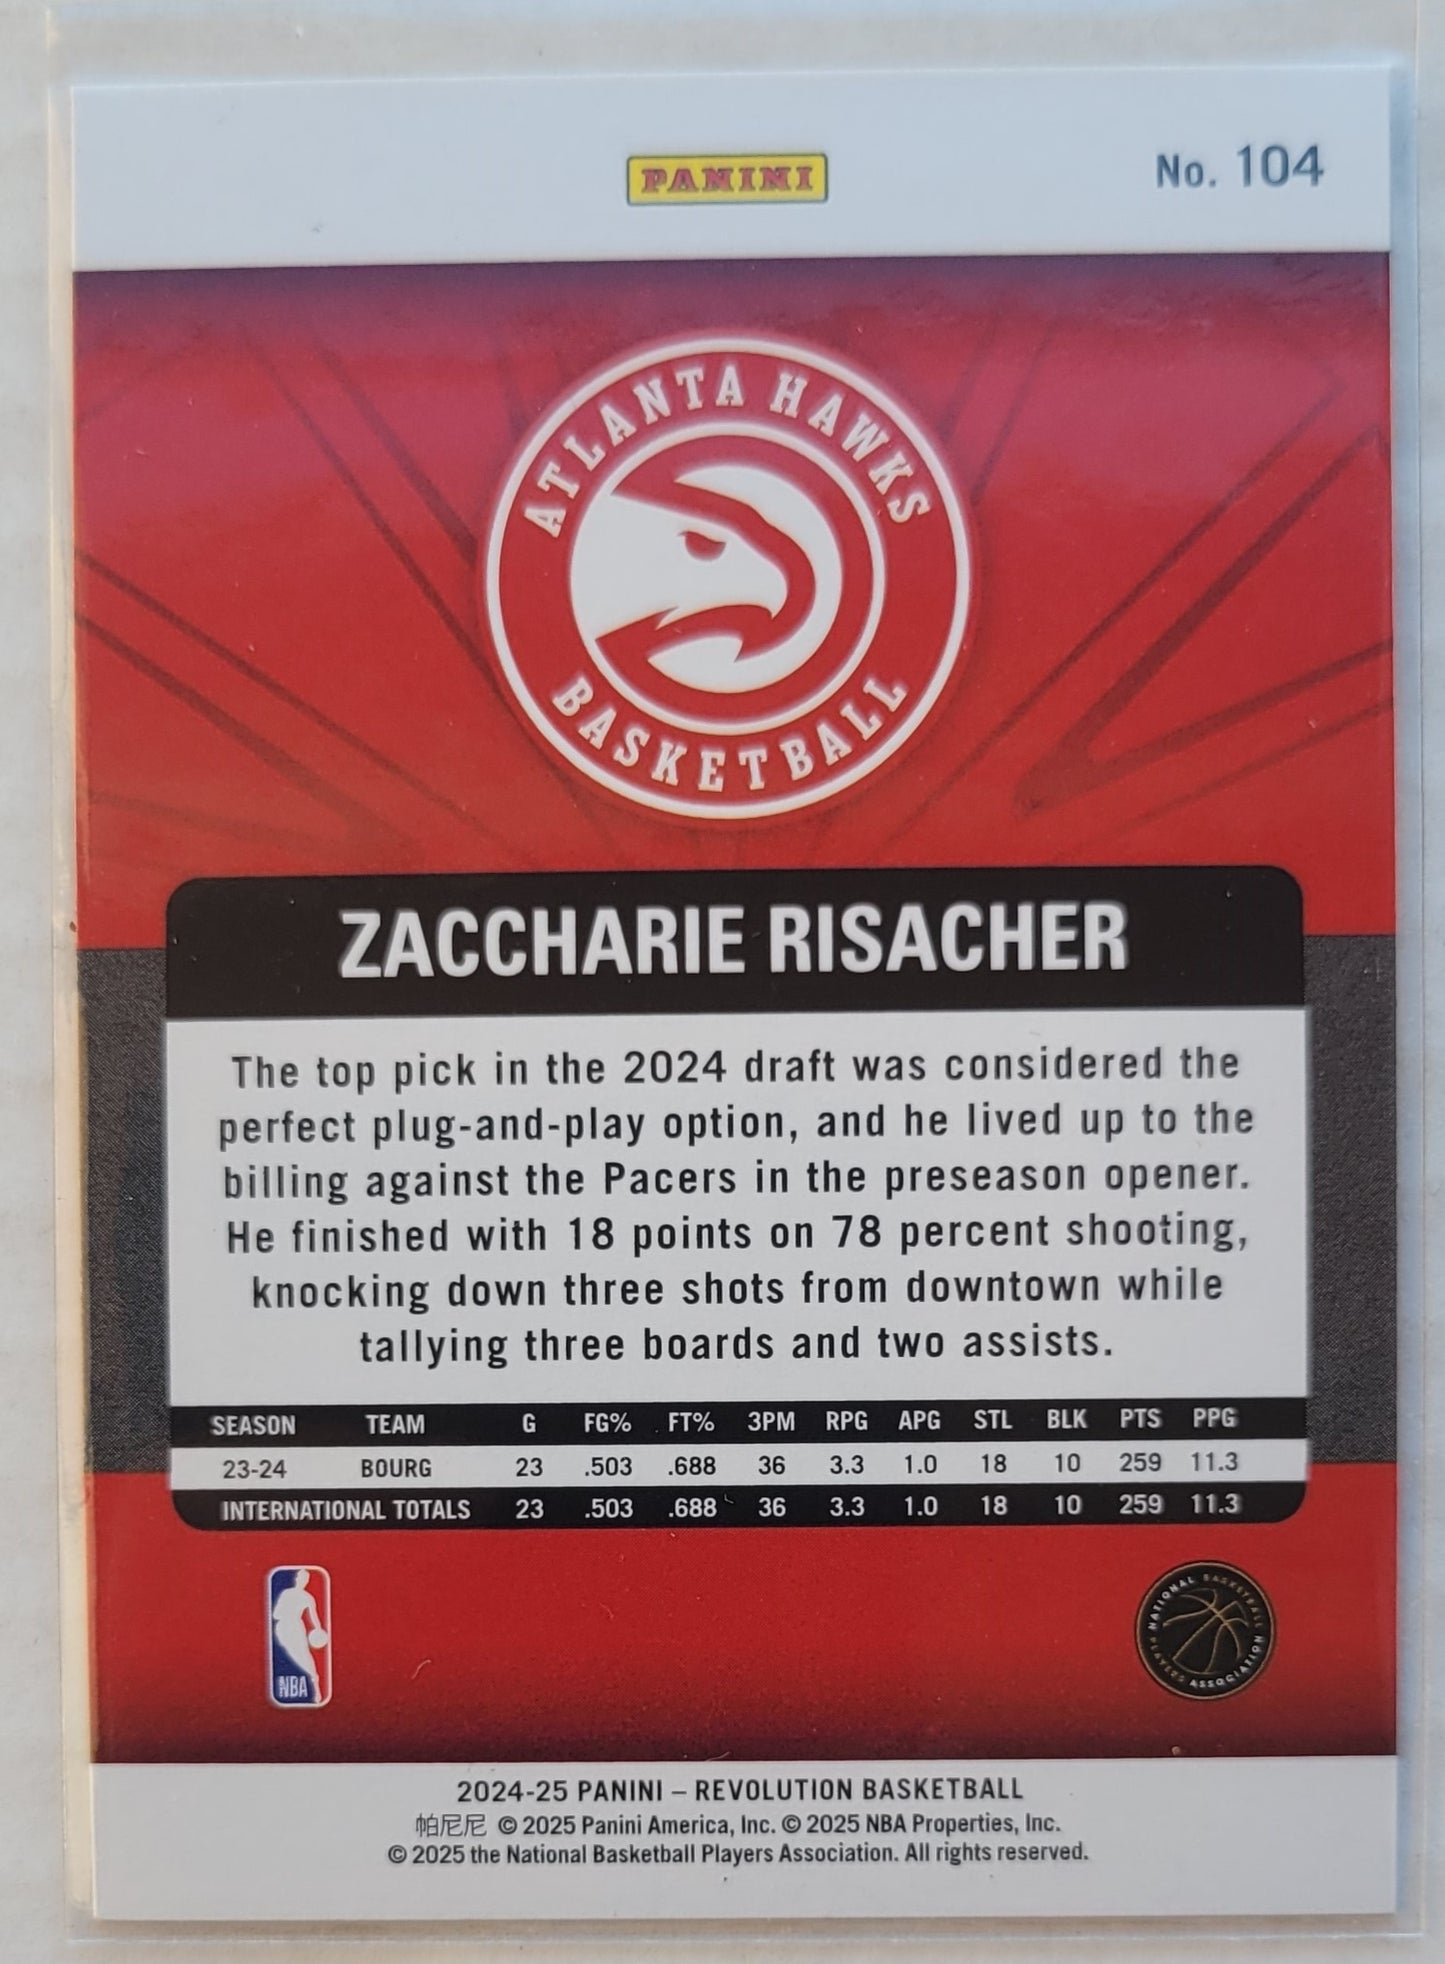 PANINI
No. 104
ATLANTA HAWKS
BASKETBALL
ZACCHARIE RISACHER
The top pick in the 2024 draft was considered the
perfect plug-and-play option, and he lived up to the
billing against the Pacers in the preseason opener.
He finished with 18 points on 78 percent shooting,
knocking down three shots from downtown while
tallying three boards and two assists.
SEASON TEAM G FG% FT% 3PM RPG APG STL BLK PTS PPG
23-24 BOURG 23 .503 .688 36 3.3 1.0 18 10 259 11.3
INTERNATIONAL TOTALS 23 .503 .688 36 3.3 1.0 18 10 259 11.3
NBA
NATIONAL BASKETBALL
PLAYERS ASSOCIATION
2024-25 PANINI – REVOLUTION BASKETBALL
帕尼尼 © 2025 Panini America, Inc. © 2025 NBA Properties, Inc.
© 2025 the National Basketball Players Association. All rights reserved.